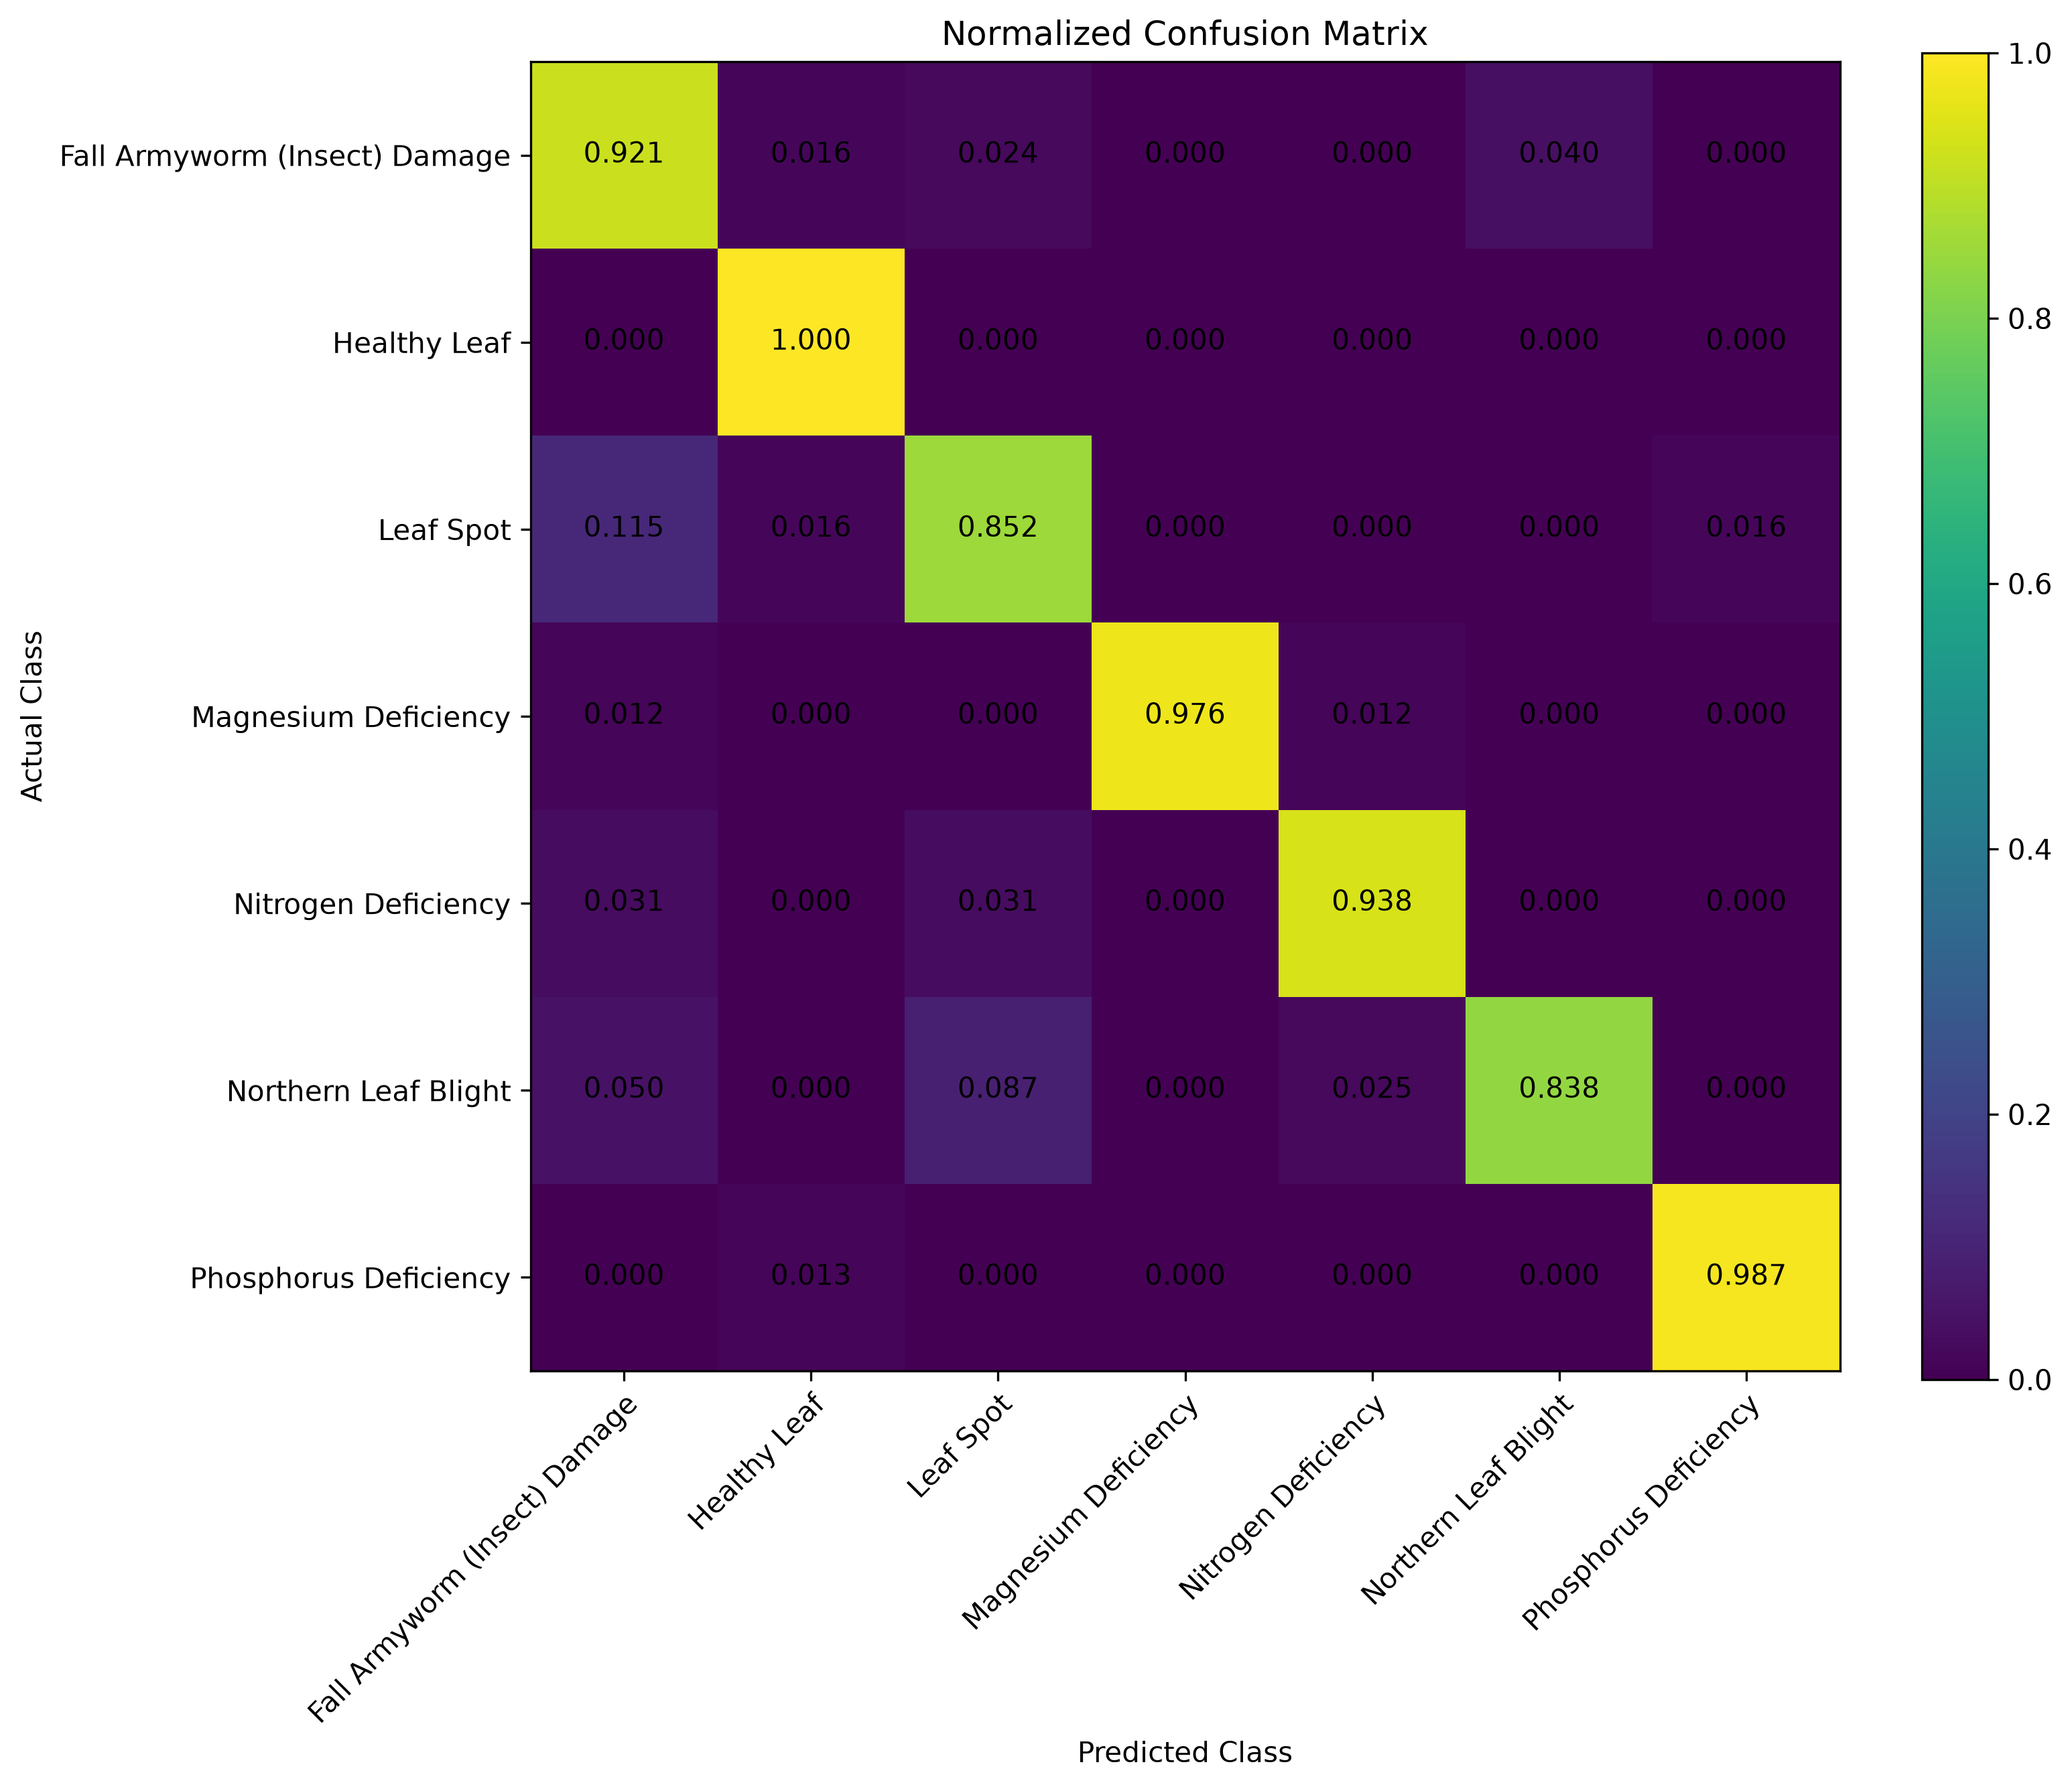 Normalized Confusion Matrix
Fall Armyworm (Insect) Damage 0.921 0.016 0.024 0.000 0.000 0.040 0.000
Healthy Leaf 0.000 1.000 0.000 0.000 0.000 0.000 0.000
Leaf Spot 0.115 0.016 0.852 0.000 0.000 0.000 0.016
Magnesium Deficiency 0.012 0.000 0.000 0.976 0.012 0.000 0.000
Nitrogen Deficiency 0.031 0.000 0.031 0.000 0.938 0.000 0.000
Northern Leaf Blight 0.050 0.000 0.087 0.000 0.025 0.838 0.000
Phosphorus Deficiency 0.000 0.013 0.000 0.000 0.000 0.000 0.987
Actual Class
Fall Armyworm (Insect) Damage
Healthy Leaf
Leaf Spot
Magnesium Deficiency
Nitrogen Deficiency
Northern Leaf Blight
Phosphorus Deficiency
Predicted Class
1.0
0.8
0.6
0.4
0.2
0.0